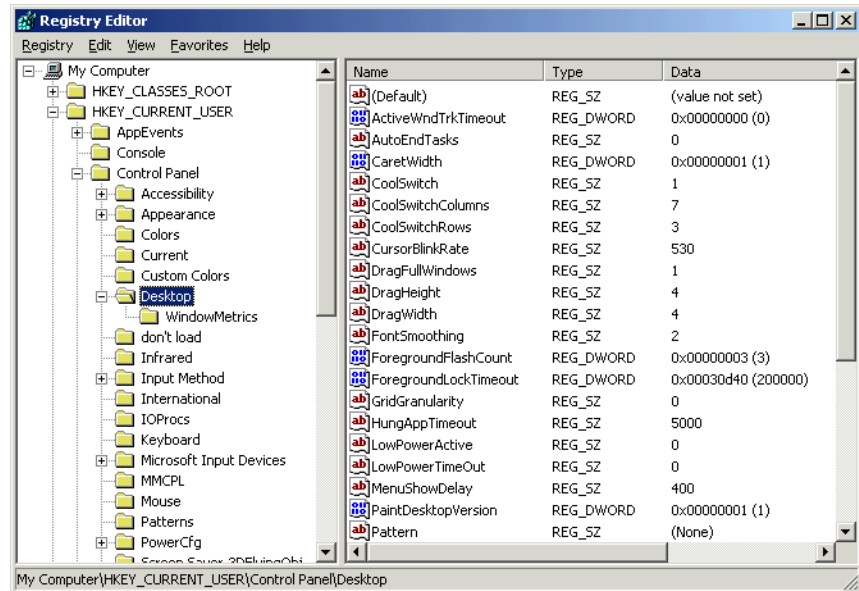 Registry Editor
Registry Edit View Favorites Help
My Computer
HKEY_CLASSES_ROOT
HKEY_CURRENT_USER
AppEvents
Console
Control Panel
Accessibility
Appearance
Colors
Current
Custom Colors
Desktop
WindowMetrics
don't load
Infrared
Input Method
International
IOProcs
Keyboard
Microsoft Input Devices
MMCPL
Mouse
Patterns
PowerCfg
Screen Saver.3DFlyingObj
Name Type Data
(Default) REG_SZ (value not set)
ActiveWndTrkTimeout REG_DWORD 0x00000000 (0)
AutoEndTasks REG_SZ 0
CaretWidth REG_DWORD 0x00000001 (1)
CoolSwitch REG_SZ 1
CoolSwitchColumns REG_SZ 7
CoolSwitchRows REG_SZ 3
CursorBlinkRate REG_SZ 530
DragFullWindows REG_SZ 1
DragHeight REG_SZ 4
DragWidth REG_SZ 4
FontSmoothing REG_SZ 2
ForegroundFlashCount REG_DWORD 0x00000003 (3)
ForegroundLockTimeout REG_DWORD 0x00030d40 (200000)
GridGranularity REG_SZ 0
HungAppTimeout REG_SZ 5000
LowPowerActive REG_SZ 0
LowPowerTimeOut REG_SZ 0
MenuShowDelay REG_SZ 400
PaintDesktopVersion REG_DWORD 0x00000001 (1)
Pattern REG_SZ (None)
My Computer\HKEY_CURRENT_USER\Control Panel\Desktop